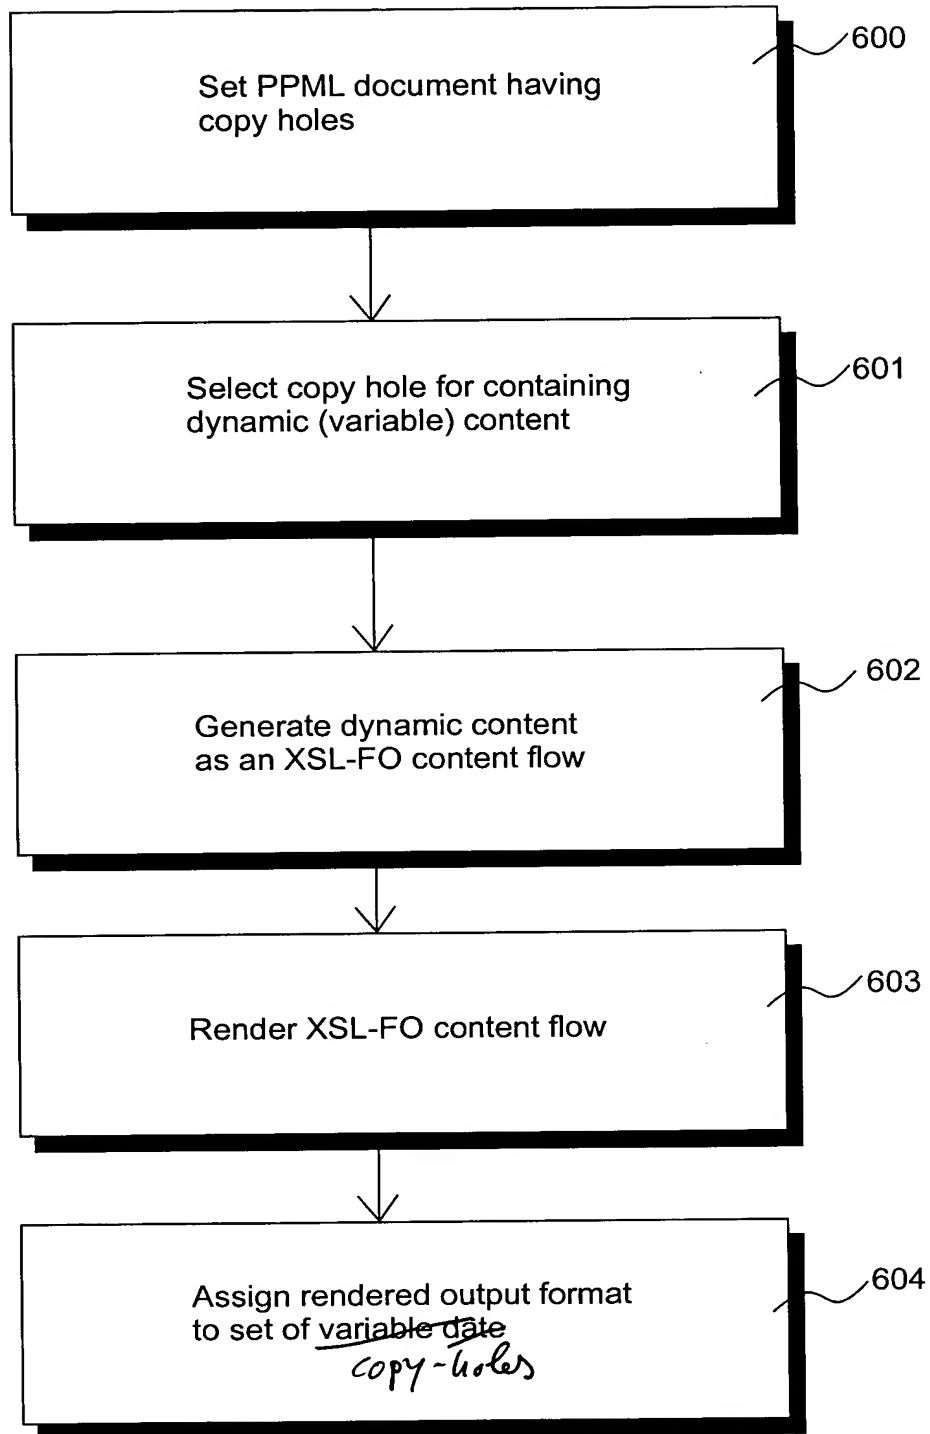 600
Set PPML document having
copy holes
601
Select copy hole for containing
dynamic (variable) content
602
Generate dynamic content
as an XSL-FO content flow
603
Render XSL-FO content flow
604
Assign rendered output format
to set of variable date
copy-holes